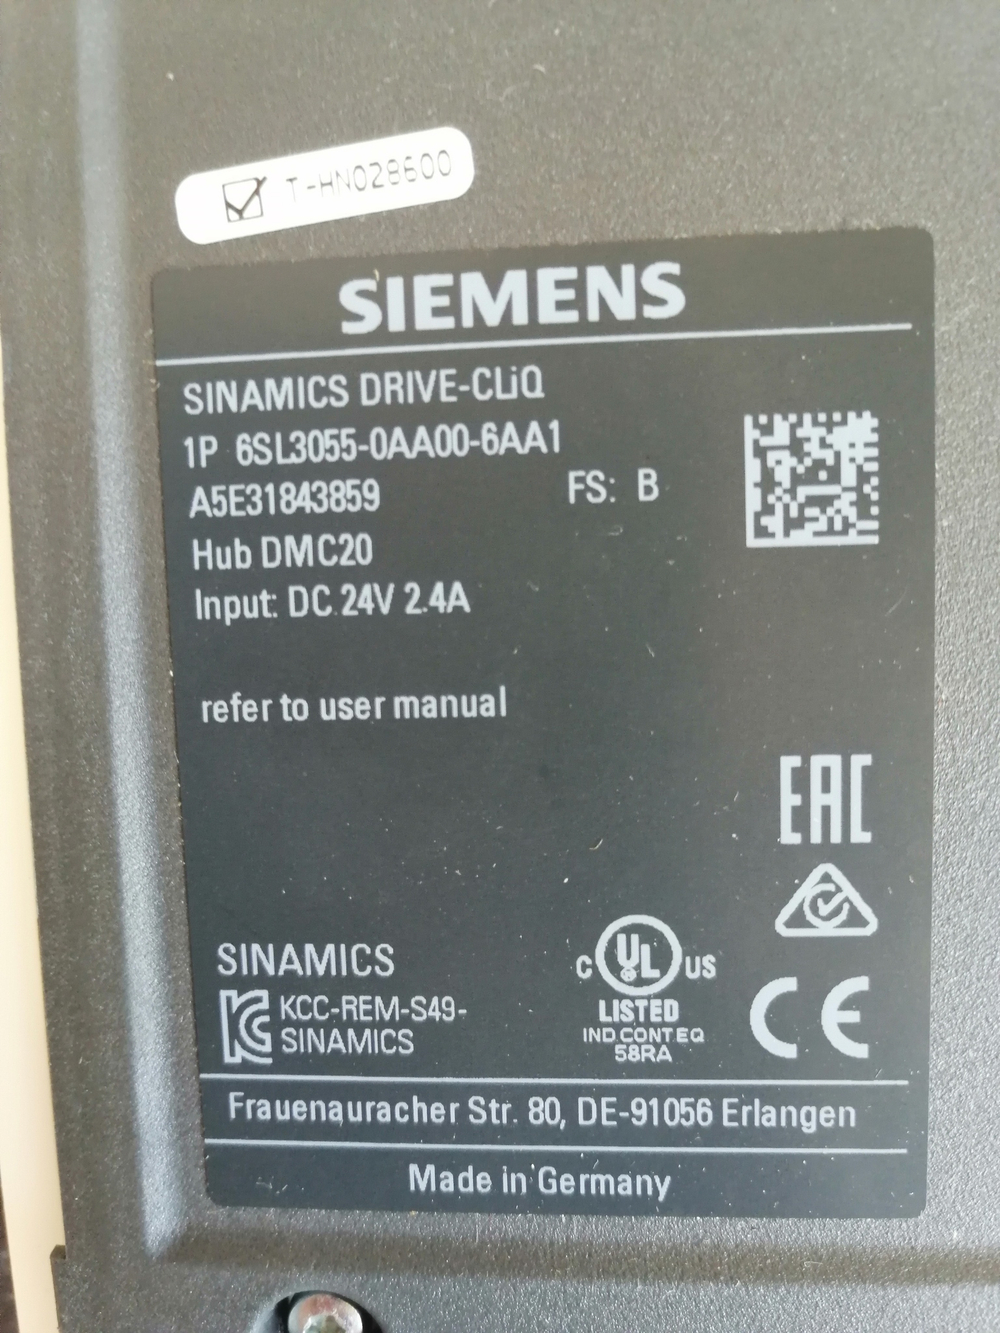 T-HN028600
SIEMENS
SINAMICS DRIVE-CLiQ
1P 6SL3055-0AA00-6AA1
A5E31843859 FS: B
Hub DMC20
Input: DC 24V 2.4A
refer to user manual
EAC
SINAMICS
KCC-REM-S49-
SINAMICS
C UL US
LISTED
IND.CONT.EQ
58RA
CE
Frauenauracher Str. 80, DE-91056 Erlangen
Made in Germany